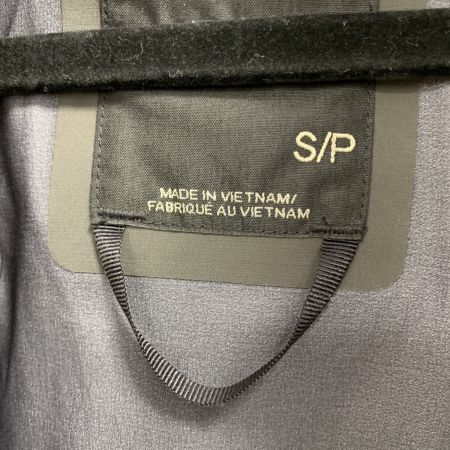 S/P
MADE IN VIETNAM/
FABRIQUÉ AU VIETNAM